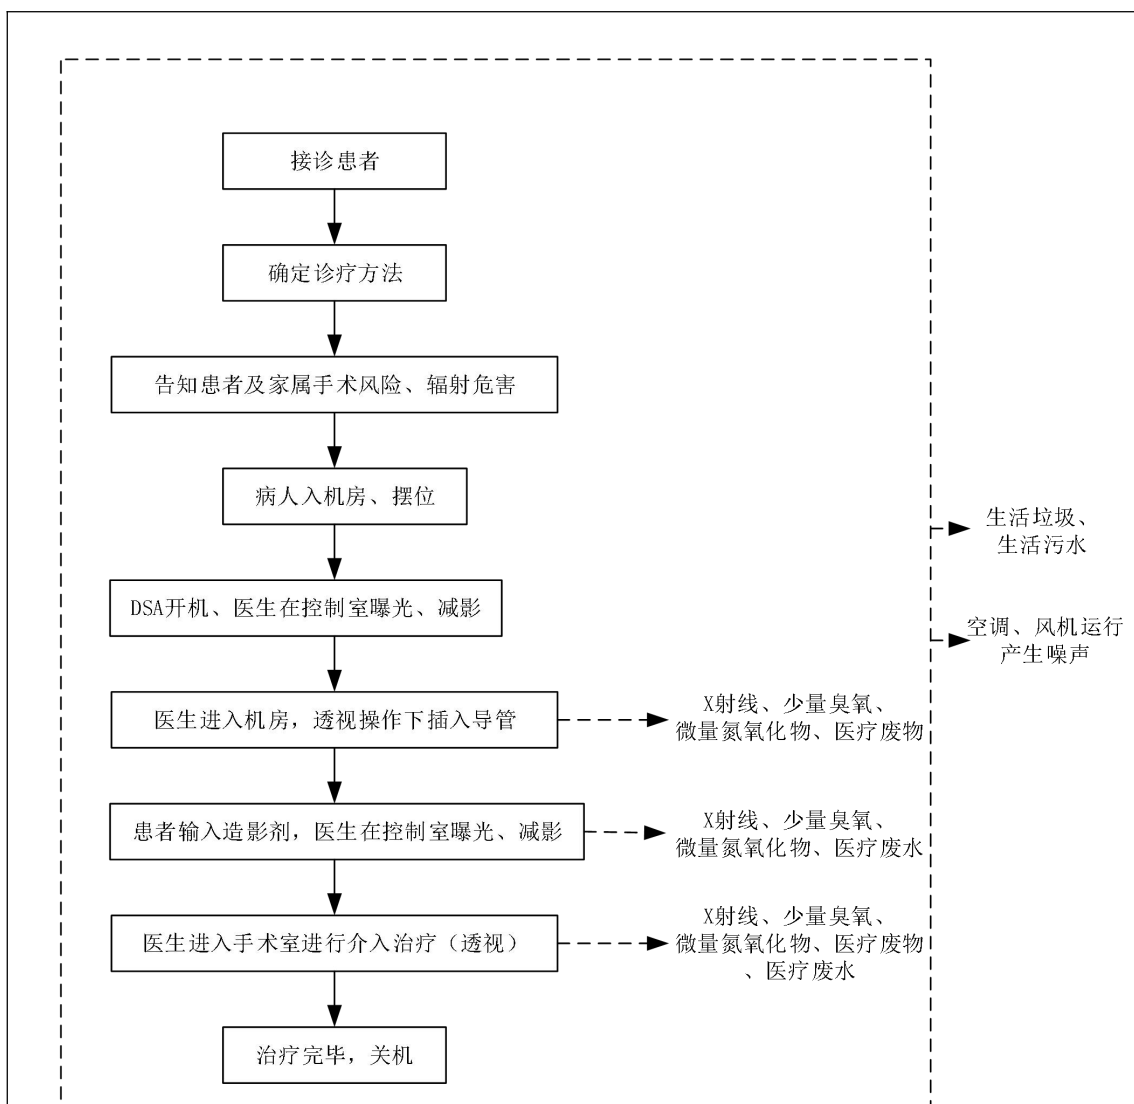 接诊患者
确定诊疗方法
告知患者及家属手术风险、辐射危害
病人入机房、摆位
生活垃圾、
生活污水
DSA开机、医生在控制室曝光、减影
空调、风机运行
产生噪声
医生进入机房，透视操作下插入导管
X射线、少量臭氧、
微量氮氧化物、医疗废物
患者输入造影剂，医生在控制室曝光、减影
X射线、少量臭氧、
微量氮氧化物、医疗废水
医生进入手术室进行介入治疗（透视）
X射线、少量臭氧、
微量氮氧化物、医疗废物
、医疗废水
治疗完毕，关机